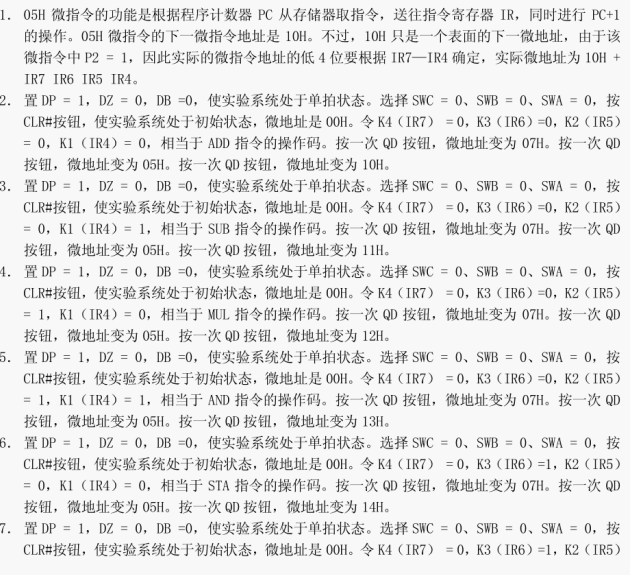 1. 05H 微指令的功能是根据程序计数器 PC 从存储器取指令，送往指令寄存器 IR，同时进行 PC+1
的操作。05H 微指令的下一微指令地址是 10H。不过，10H 只是一个表面的下一微地址，由于该
微指令中 P2 = 1，因此实际的微指令地址的低 4 位要根据 IR7—IR4 确定，实际微地址为 10H +
IR7 IR6 IR5 IR4。
2. 置 DP = 1，DZ = 0，DB =0，使实验系统处于单拍状态。选择 SWC = 0、SWB = 0、SWA = 0，按
CLR#按钮，使实验系统处于初始状态，微地址是 00H。令 K4（IR7） = 0，K3（IR6）=0，K2（IR5）
= 0，K1（IR4）= 0，相当于 ADD 指令的操作码。按一次 QD 按钮，微地址变为 07H。按一次 QD
按钮，微地址变为 05H。按一次 QD 按钮，微地址变为 10H。
3. 置 DP = 1，DZ = 0，DB =0，使实验系统处于单拍状态。选择 SWC = 0、SWB = 0、SWA = 0，按
CLR#按钮，使实验系统处于初始状态，微地址是 00H。令 K4（IR7） = 0，K3（IR6）=0，K2（IR5）
= 0，K1（IR4）= 1，相当于 SUB 指令的操作码。按一次 QD 按钮，微地址变为 07H。按一次 QD
按钮，微地址变为 05H。按一次 QD 按钮，微地址变为 11H。
4. 置 DP = 1，DZ = 0，DB =0，使实验系统处于单拍状态。选择 SWC = 0、SWB = 0、SWA = 0，按
CLR#按钮，使实验系统处于初始状态，微地址是 00H。令 K4（IR7） = 0，K3（IR6）=0，K2（IR5）
= 1，K1（IR4）= 0，相当于 MUL 指令的操作码。按一次 QD 按钮，微地址变为 07H。按一次 QD
按钮，微地址变为 05H。按一次 QD 按钮，微地址变为 12H。
5. 置 DP = 1，DZ = 0，DB =0，使实验系统处于单拍状态。选择 SWC = 0、SWB = 0、SWA = 0，按
CLR#按钮，使实验系统处于初始状态，微地址是 00H。令 K4（IR7） = 0，K3（IR6）=0，K2（IR5）
= 1，K1（IR4）= 1，相当于 AND 指令的操作码。按一次 QD 按钮，微地址变为 07H。按一次 QD
按钮，微地址变为 05H。按一次 QD 按钮，微地址变为 13H。
6. 置 DP = 1，DZ = 0，DB =0，使实验系统处于单拍状态。选择 SWC = 0、SWB = 0、SWA = 0，按
CLR#按钮，使实验系统处于初始状态，微地址是 00H。令 K4（IR7） = 0，K3（IR6）=1，K2（IR5）
= 0，K1（IR4）= 0，相当于 STA 指令的操作码。按一次 QD 按钮，微地址变为 07H。按一次 QD
按钮，微地址变为 05H。按一次 QD 按钮，微地址变为 14H。
7. 置 DP = 1，DZ = 0，DB =0，使实验系统处于单拍状态。选择 SWC = 0、SWB = 0、SWA = 0，按
CLR#按钮，使实验系统处于初始状态，微地址是 00H。令 K4（IR7） = 0，K3（IR6）=1，K2（IR5）